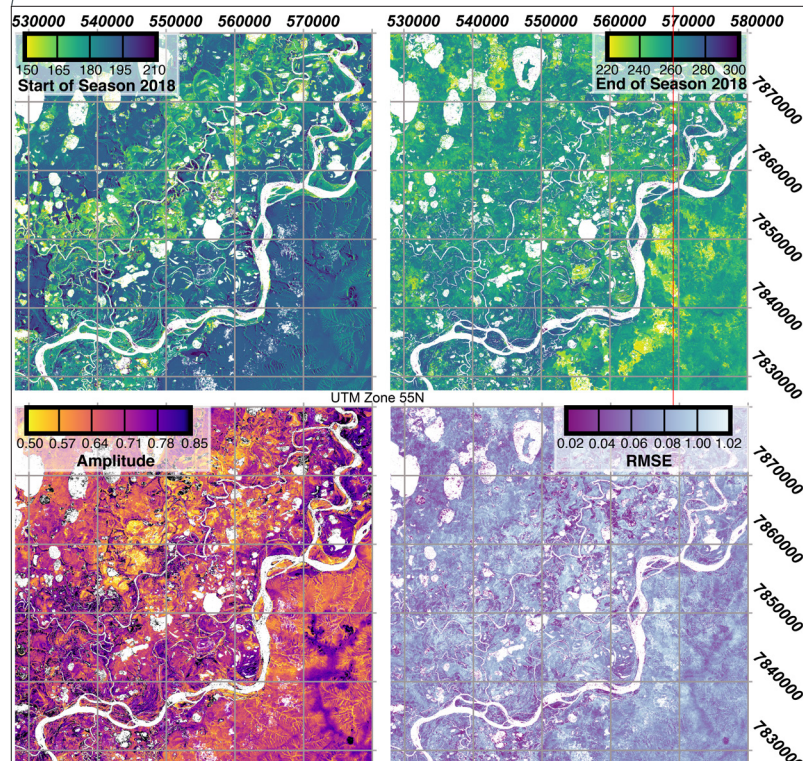 530000 540000 550000 560000 570000
530000 540000 550000 560000 570000 580000
150 165 180 195 210
Start of Season 2018
220 240 260 280 300
End of Season 2018
7870000
7860000
7850000
7840000
7830000
UTM Zone 55N
0.50 0.57 0.64 0.71 0.78 0.85
Amplitude
0.02 0.04 0.06 0.08 1.00 1.02
RMSE
7870000
7860000
7850000
7840000
7830000